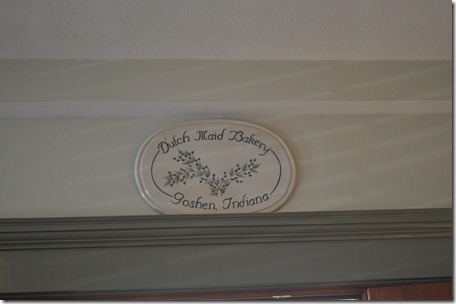 Dutch Maid Bakery
Goshen, Indiana